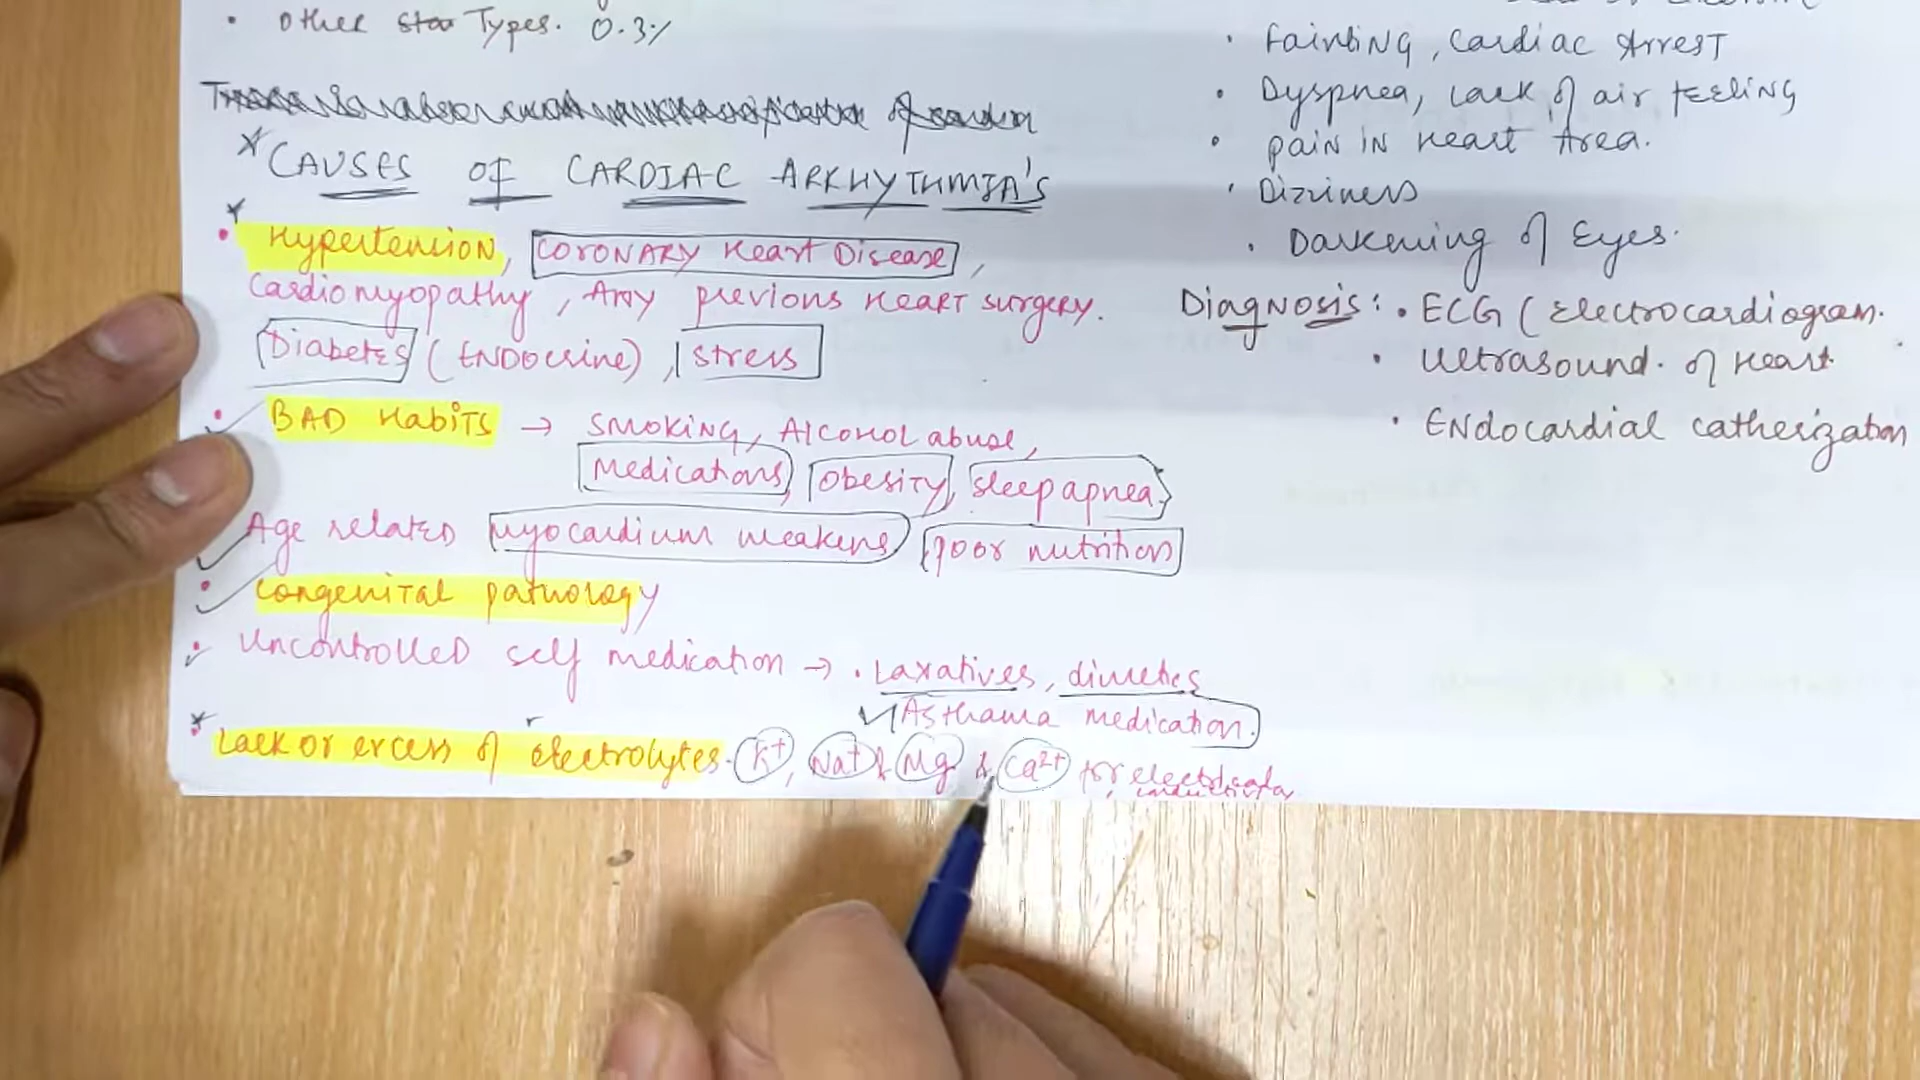 • other star Types. 0.3%
* CAUSES OF CARDIAC ARRHYTHMIA'S
• Hypertension, CORONARY Heart Disease,
Cardiomyopathy, Any previous HEART surgery.
Diabetes (ENDOCRINE), stress
• BAD Habits → SMOKING, Alcohol abuse,
Medications, Obesity, sleep apnea,
Age related myocardium weakens, poor nutrition
• Congenital pathology
• Uncontrolled self medication → • Laxatives, diuretics
Asthama medication.
* Lack or excess of electrolytes. K+, Na+ & Mg & Ca2+ for electrical
• Fainting, Cardiac Arrest
• Dyspnea, Lack of air feeling
• pain in Heart Area.
• Dizziness
• Darkening of Eyes.
Diagnosis: • ECG (Electrocardiogram.
• Ultrasound. of Heart
• Endocardial catherization